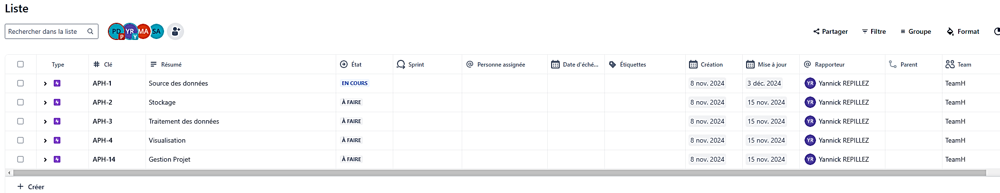 Liste
Rechercher dans la liste PD P YR Y MA SA Partager Filtre Groupe Format
Type Clé Résumé État Sprint Personne assignée Date d'éché... Étiquettes Création Mise à jour Rapporteur Parent Team
APH-1 Source des données EN COURS 8 nov. 2024 3 déc. 2024 YR Yannick REPILLEZ TeamH
APH-2 Stockage À FAIRE 8 nov. 2024 15 nov. 2024 YR Yannick REPILLEZ TeamH
APH-3 Traitement des données À FAIRE 8 nov. 2024 15 nov. 2024 YR Yannick REPILLEZ TeamH
APH-4 Visualisation À FAIRE 8 nov. 2024 15 nov. 2024 YR Yannick REPILLEZ TeamH
APH-14 Gestion Projet À FAIRE 8 nov. 2024 15 nov. 2024 YR Yannick REPILLEZ TeamH
Créer